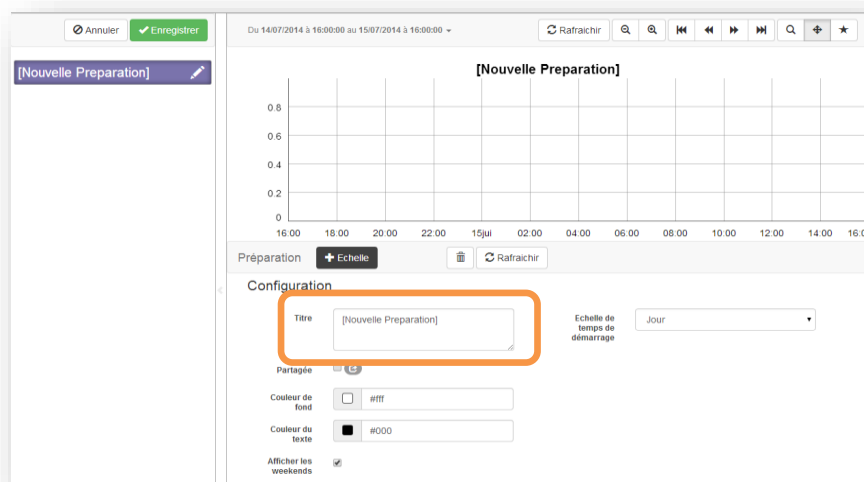 Annuler Enregistrer Du 14/07/2014 à 16:00:00 au 15/07/2014 à 16:00:00 Rafraichir
[Nouvelle Preparation]
[Nouvelle Preparation]
0.8
0.6
0.4
0.2
0
16:00 18:00 20:00 22:00 15jui 02:00 04:00 06:00 08:00 10:00 12:00 14:00 16:0
Préparation Echelle Rafraichir
Configuration
Titre [Nouvelle Preparation]
Echelle de
temps de
démarrage
Jour
Partagée
Couleur de
fond
#fff
Couleur du
texte
#000
Afficher les
weekends